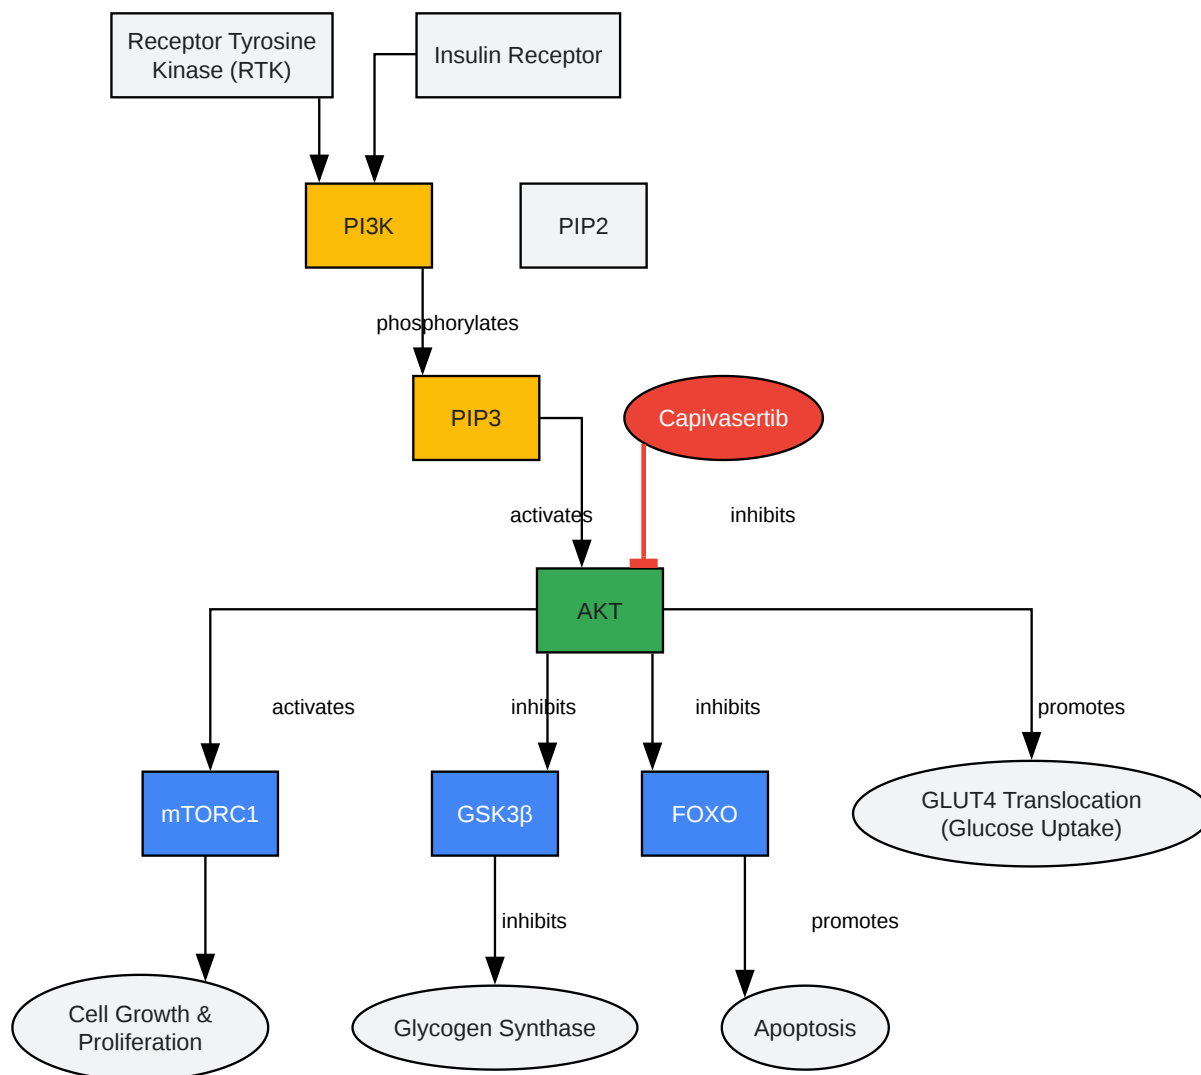 Receptor Tyrosine
Kinase (RTK)
Insulin Receptor
PI3K
PIP2
phosphorylates
PIP3
Capivasertib
activates
inhibits
AKT
activates
inhibits
inhibits
promotes
mTORC1
GSK3β
FOXO
GLUT4 Translocation
(Glucose Uptake)
inhibits
promotes
Cell Growth &
Proliferation
Glycogen Synthase
Apoptosis